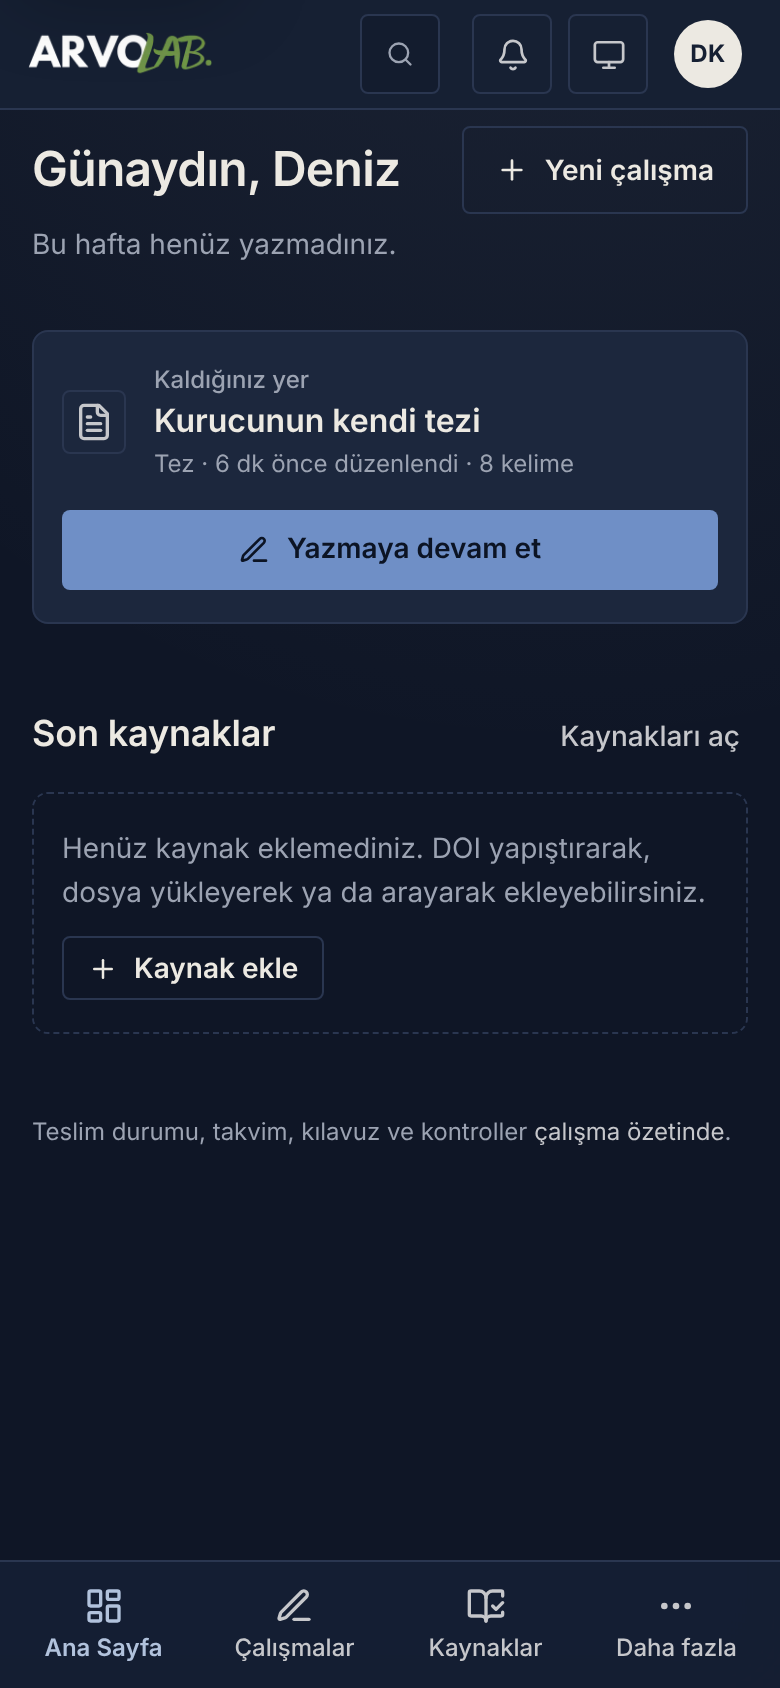 ARVOLAB.
DK
Günaydın, Deniz
Yeni çalışma
Bu hafta henüz yazmadınız.
Kaldığınız yer
Kurucunun kendi tezi
Tez · 6 dk önce düzenlendi · 8 kelime
Yazmaya devam et
Son kaynaklar
Kaynakları aç
Henüz kaynak eklemediniz. DOI yapıştırarak,
dosya yükleyerek ya da arayarak ekleyebilirsiniz.
Kaynak ekle
Teslim durumu, takvim, kılavuz ve kontroller çalışma özetinde.
Ana Sayfa
Çalışmalar
Kaynaklar
Daha fazla